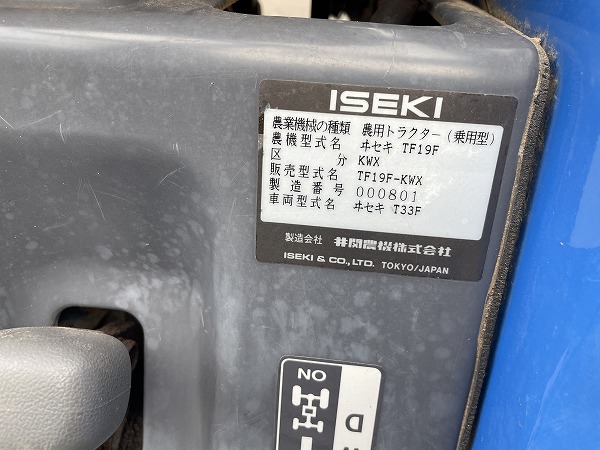 ISEKI
農業機械の種類 農用トラクター(乗用型)
農機型式名 ヰセキ TF19F
区分 KWX
販売型式名 TF19F-KWX
製造番号 000801
車両型式名 ヰセキ T33F
製造会社 井関農機株式会社
ISEKI & CO., LTD. TOKYO/JAPAN
NO
D